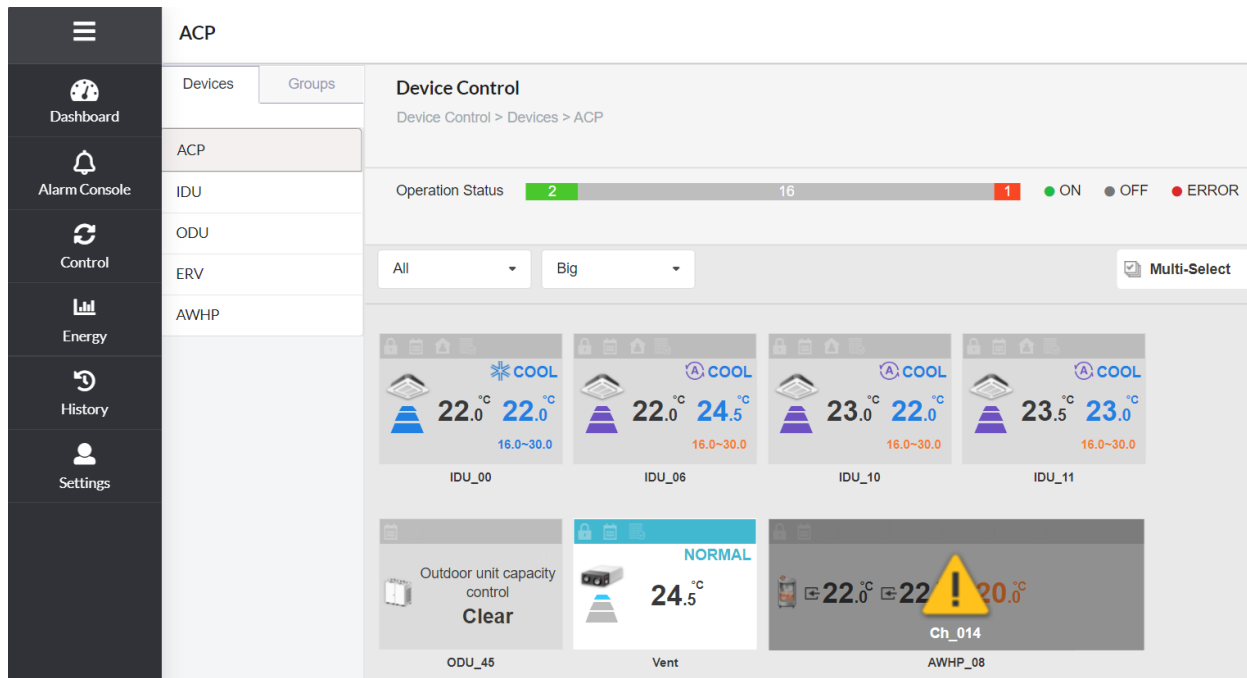 ACP
Dashboard
Alarm Console
Control
Energy
History
Settings
Devices Groups
ACP
IDU
ODU
ERV
AWHP
Device Control
Device Control > Devices > ACP
Operation Status 2 16 1 ON OFF ERROR
All Big Multi-Select
COOL
22.0°C 22.0°C
16.0~30.0
IDU_00
A COOL
22.0°C 24.5°C
16.0~30.0
IDU_06
A COOL
23.0°C 22.0°C
16.0~30.0
IDU_10
A COOL
23.5°C 23.0°C
16.0~30.0
IDU_11
Outdoor unit capacity
control
Clear
ODU_45
NORMAL
24.5°C
Vent
22.0°C 22 20.0°C
Ch_014
AWHP_08